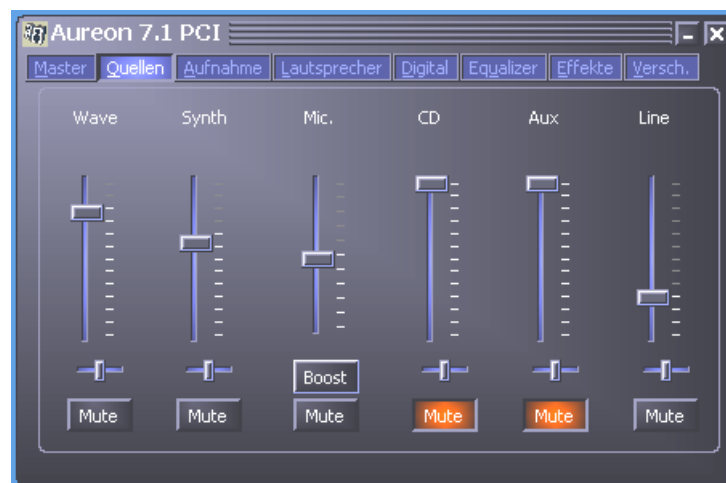 Aureon 7.1 PCI
Master Quellen Aufnahme Lautsprecher Digital Equalizer Effekte Versch.
Wave Synth Mic. CD Aux Line
Boost
Mute Mute Mute Mute Mute Mute